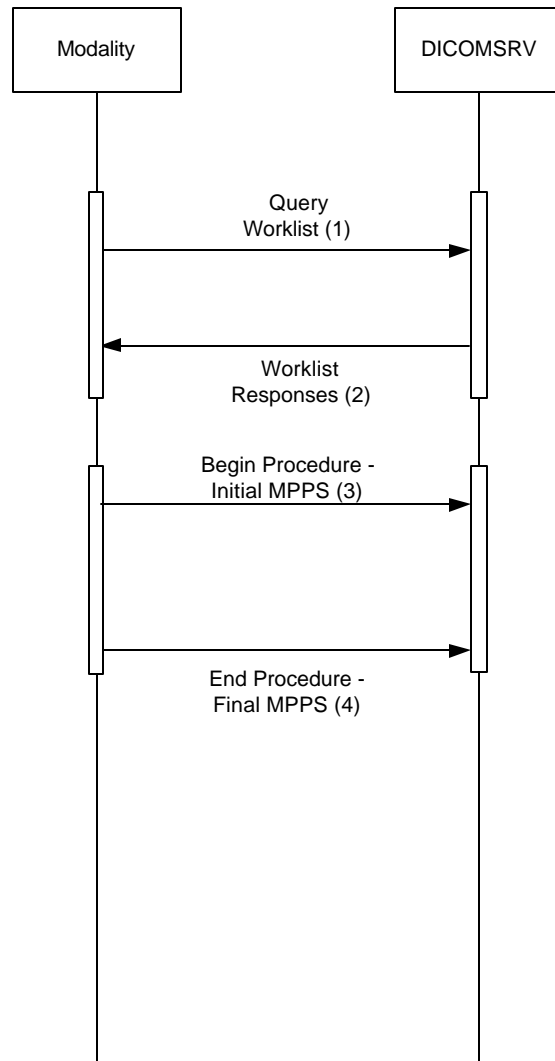 Modality
DICOMSRV
Query
Worklist (1)
Worklist
Responses (2)
Begin Procedure -
Initial MPPS (3)
End Procedure -
Final MPPS (4)